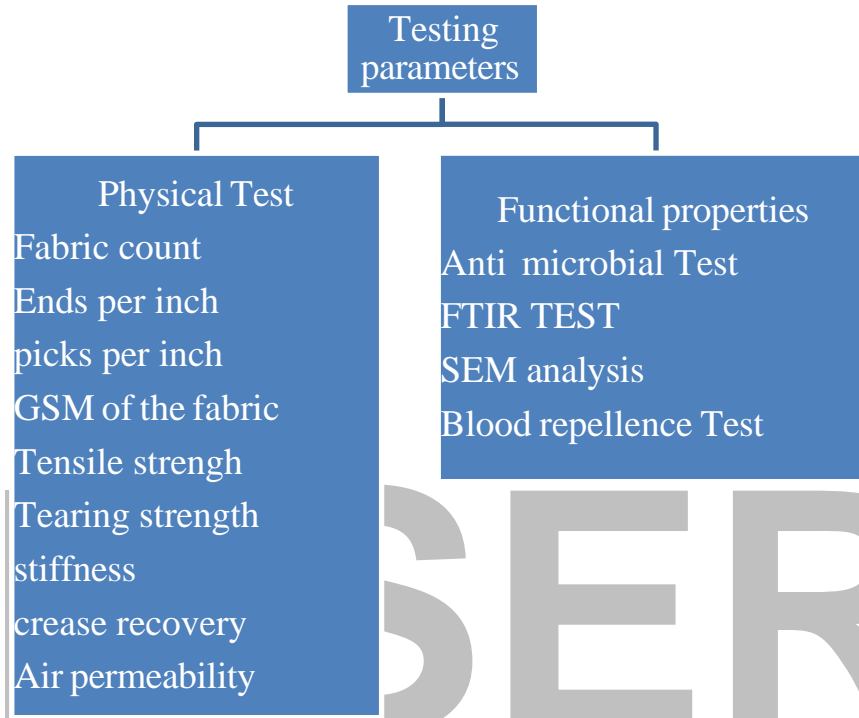 Testing
parameters
Physical Test
Fabric count
Ends per inch
picks per inch
GSM of the fabric
Tensile strengh
Tearing strength
stiffness
crease recovery
Air permeability
Functional properties
Anti microbial Test
FTIR TEST
SEM analysis
Blood repellence Test
SER